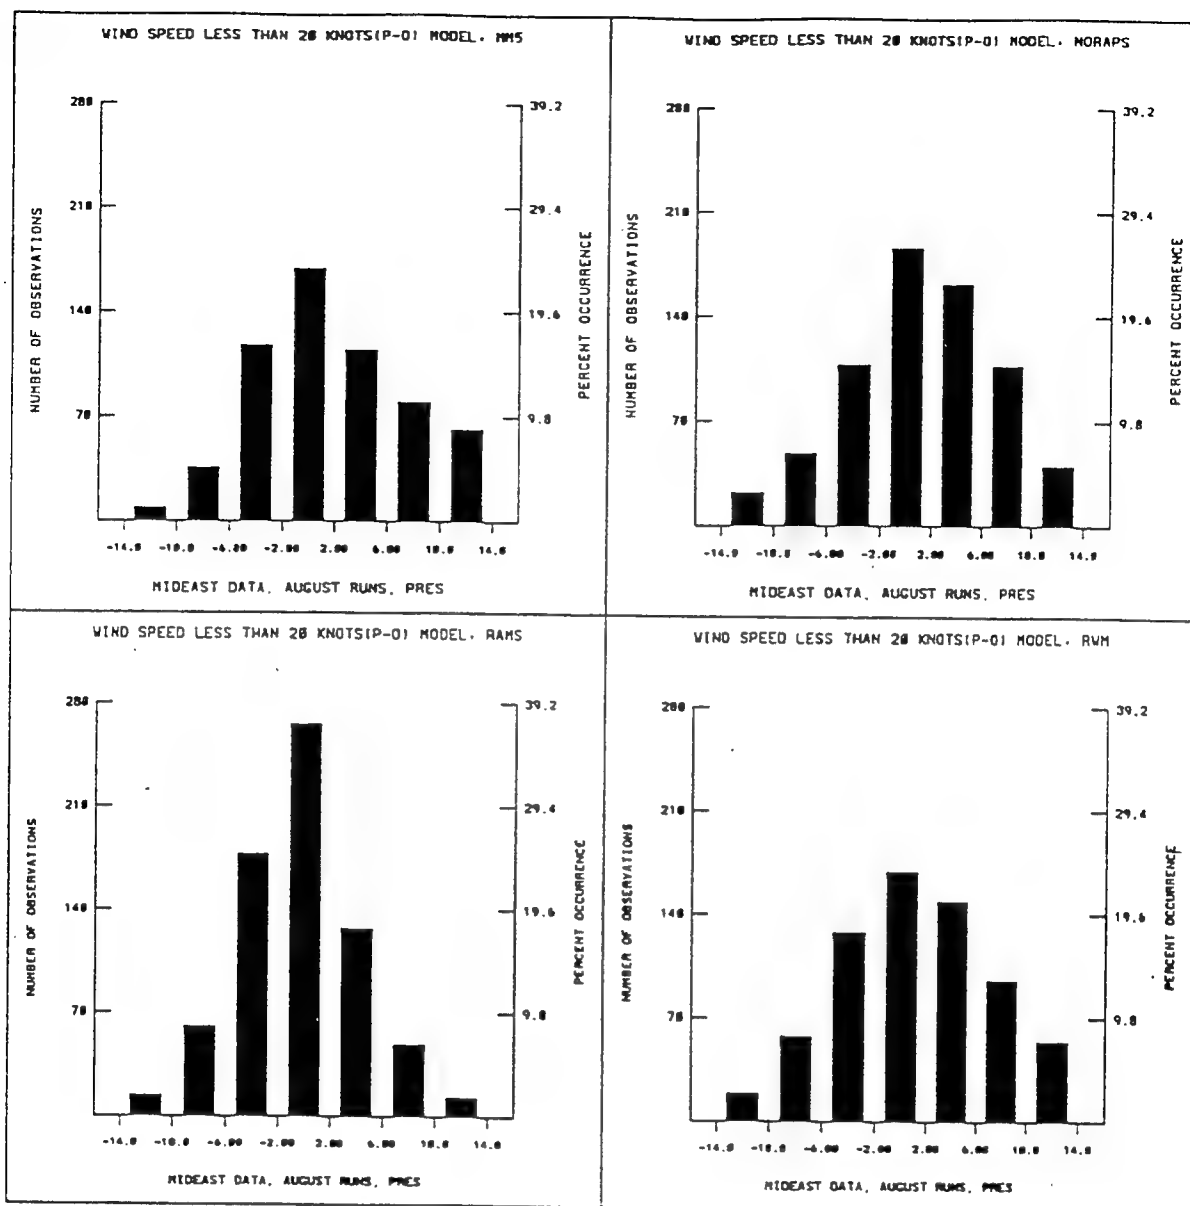 WIND SPEED LESS THAN 20 KNOTS(P-O) MODEL. MM5
280
210
140
70
NUMBER OF OBSERVATIONS
39.2
29.4
19.6
9.8
PERCENT OCCURRENCE
-14.0 -10.0 -6.00 -2.00 2.00 6.00 10.0 14.0
MIDEAST DATA, AUGUST RUNS, PRES
WIND SPEED LESS THAN 20 KNOTS(P-O) MODEL. NORAPS
280
210
140
70
NUMBER OF OBSERVATIONS
39.2
29.4
19.6
9.8
PERCENT OCCURRENCE
-14.0 -10.0 -6.00 -2.00 2.00 6.00 10.0 14.0
MIDEAST DATA, AUGUST RUNS, PRES
WIND SPEED LESS THAN 20 KNOTS(P-O) MODEL. RAMS
280
210
140
70
NUMBER OF OBSERVATIONS
39.2
29.4
19.6
9.8
PERCENT OCCURRENCE
-14.0 -10.0 -6.00 -2.00 2.00 6.00 10.0 14.0
MIDEAST DATA, AUGUST RUNS, PRES
WIND SPEED LESS THAN 20 KNOTS(P-O) MODEL. RWM
280
210
140
70
NUMBER OF OBSERVATIONS
39.2
29.4
19.6
9.8
PERCENT OCCURRENCE
-14.0 -10.0 -6.00 -2.00 2.00 6.00 10.0 14.0
MIDEAST DATA, AUGUST RUNS, PRES